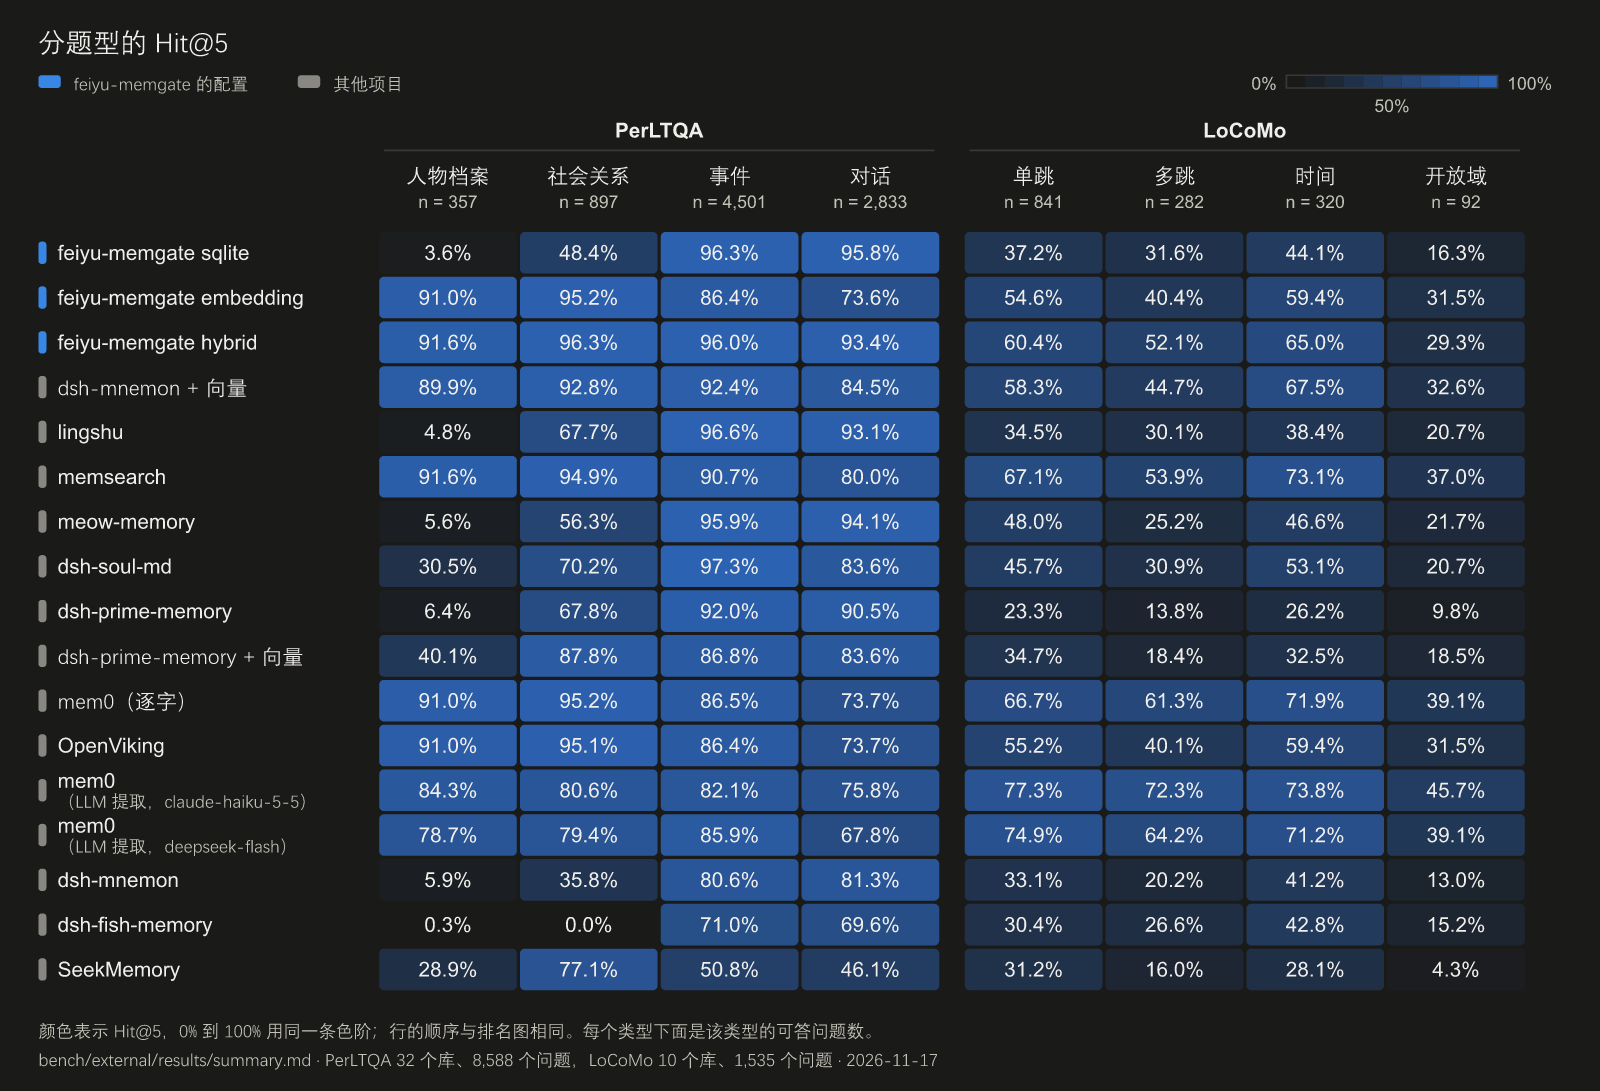 分题型的 Hit@5
feiyu-memgate 的配置 其他项目
0% 50% 100%
PerLTQA LoCoMo
人物档案 社会关系 事件 对话 单跳 多跳 时间 开放域
n = 357 n = 897 n = 4,501 n = 2,833 n = 841 n = 282 n = 320 n = 92
feiyu-memgate sqlite 3.6% 48.4% 96.3% 95.8% 37.2% 31.6% 44.1% 16.3%
feiyu-memgate embedding 91.0% 95.2% 86.4% 73.6% 54.6% 40.4% 59.4% 31.5%
feiyu-memgate hybrid 91.6% 96.3% 96.0% 93.4% 60.4% 52.1% 65.0% 29.3%
dsh-mnemon + 向量 89.9% 92.8% 92.4% 84.5% 58.3% 44.7% 67.5% 32.6%
lingshu 4.8% 67.7% 96.6% 93.1% 34.5% 30.1% 38.4% 20.7%
memsearch 91.6% 94.9% 90.7% 80.0% 67.1% 53.9% 73.1% 37.0%
meow-memory 5.6% 56.3% 95.9% 94.1% 48.0% 25.2% 46.6% 21.7%
dsh-soul-md 30.5% 70.2% 97.3% 83.6% 45.7% 30.9% 53.1% 20.7%
dsh-prime-memory 6.4% 67.8% 92.0% 90.5% 23.3% 13.8% 26.2% 9.8%
dsh-prime-memory + 向量 40.1% 87.8% 86.8% 83.6% 34.7% 18.4% 32.5% 18.5%
mem0（逐字） 91.0% 95.2% 86.5% 73.7% 66.7% 61.3% 71.9% 39.1%
OpenViking 91.0% 95.1% 86.4% 73.7% 55.2% 40.1% 59.4% 31.5%
mem0
（LLM 提取，claude-haiku-5-5） 84.3% 80.6% 82.1% 75.8% 77.3% 72.3% 73.8% 45.7%
mem0
（LLM 提取，deepseek-flash） 78.7% 79.4% 85.9% 67.8% 74.9% 64.2% 71.2% 39.1%
dsh-mnemon 5.9% 35.8% 80.6% 81.3% 33.1% 20.2% 41.2% 13.0%
dsh-fish-memory 0.3% 0.0% 71.0% 69.6% 30.4% 26.6% 42.8% 15.2%
SeekMemory 28.9% 77.1% 50.8% 46.1% 31.2% 16.0% 28.1% 4.3%
颜色表示 Hit@5，0% 到 100% 用同一条色阶；行的顺序与排名图相同。每个类型下面是该类型的可答问题数。
bench/external/results/summary.md · PerLTQA 32 个库、8,588 个问题，LoCoMo 10 个库、1,535 个问题 · 2026-11-17